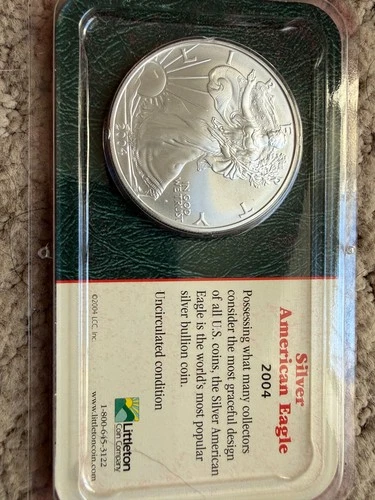 LIBERTY
IN GOD
WE TRUST
2004
Silver
American Eagle
2004
Possessing what many collectors
consider the most graceful design
of all U.S. coins, the Silver American
Eagle is the world's most popular
silver bullion coin.
Uncirculated condition
Littleton
Coin Company
1-800-645-3122
www.littletoncoin.com
©2004 LCC, Inc.